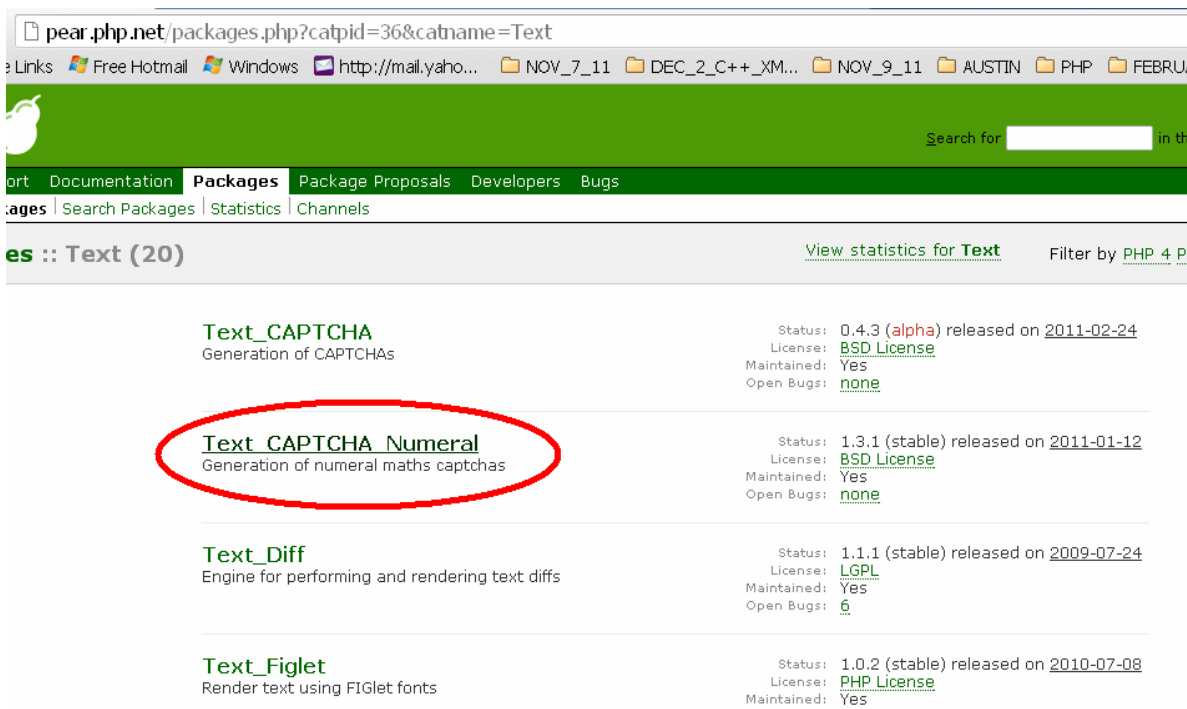 pear.php.net/packages.php?catpid=36&catname=Text
e Links Free Hotmail Windows http://mail.yaho... NOV_7_11 DEC_2_C++_XM... NOV_9_11 AUSTIN PHP FEBRU
Search for in th
ort Documentation Packages Package Proposals Developers Bugs
kages Search Packages Statistics Channels
es :: Text (20) View statistics for Text Filter by PHP 4 P
Text_CAPTCHA
Generation of CAPTCHAs
Status: 0.4.3 (alpha) released on 2011-02-24
License: BSD License
Maintained: Yes
Open Bugs: none
Text_CAPTCHA_Numeral
Generation of numeral maths captchas
Status: 1.3.1 (stable) released on 2011-01-12
License: BSD License
Maintained: Yes
Open Bugs: none
Text_Diff
Engine for performing and rendering text diffs
Status: 1.1.1 (stable) released on 2009-07-24
License: LGPL
Maintained: Yes
Open Bugs: 6
Text_Figlet
Render text using FIGlet fonts
Status: 1.0.2 (stable) released on 2010-07-08
License: PHP License
Maintained: Yes